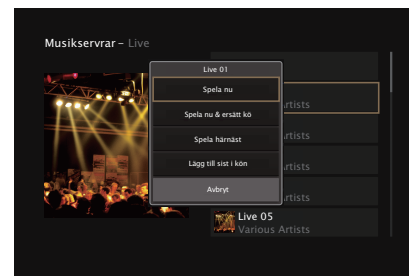 Musikservrar – Live
Live 01
Spela nu
Spela nu & ersätt kö
Artists
Spela härnäst
Artists
Lägg till sist i kön
Artists
Avbryt
Artists
Live 05
Various Artists